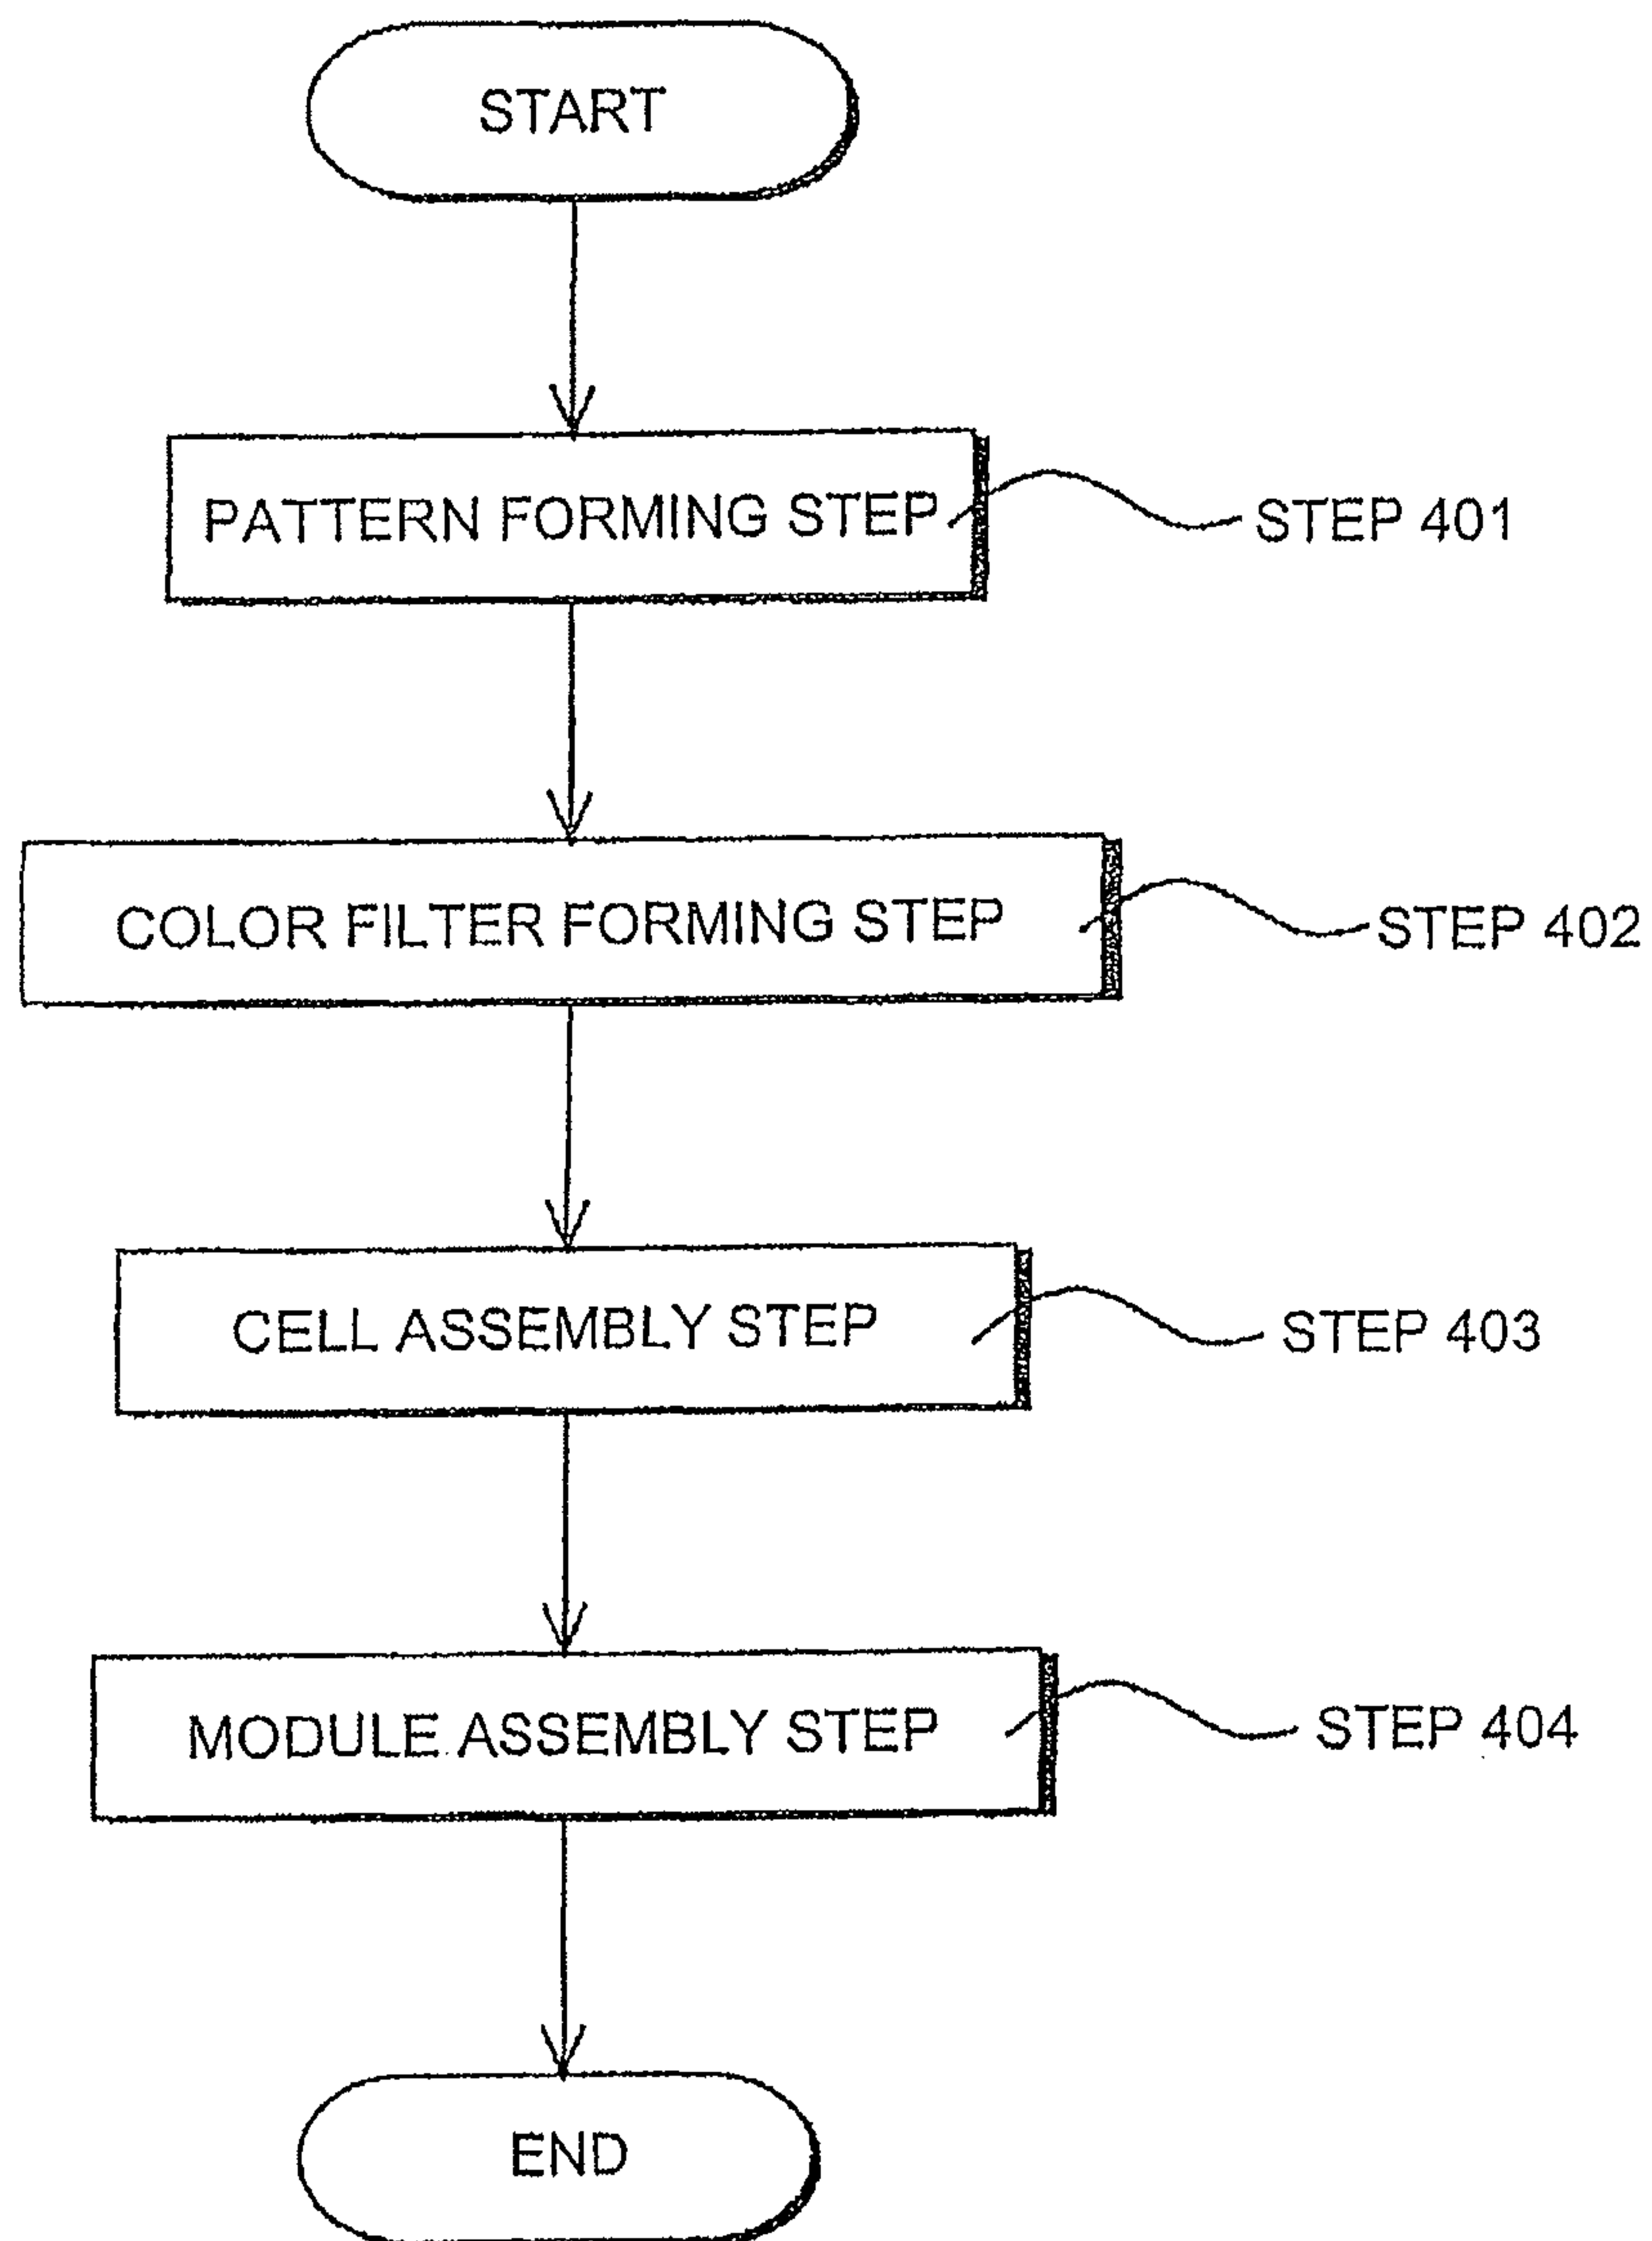 START
PATTERN FORMING STEP
STEP 401
COLOR FILTER FORMING STEP
STEP 402
CELL ASSEMBLY STEP
STEP 403
MODULE ASSEMBLY STEP
STEP 404
END